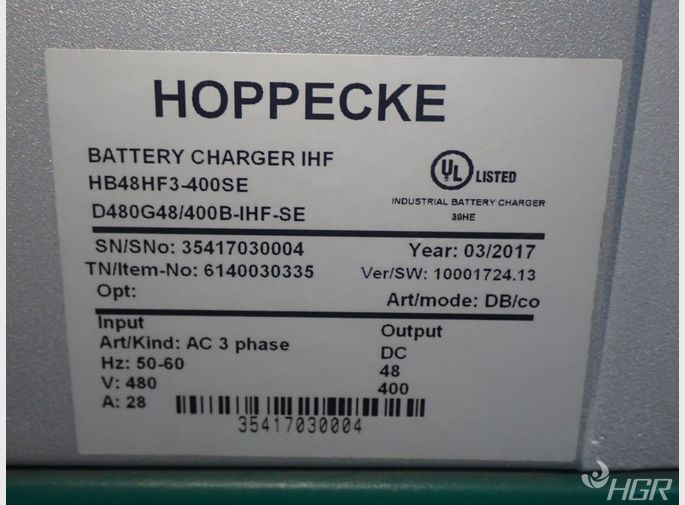 HOPPECKE
BATTERY CHARGER IHF
HB48HF3-400SE
D480G48/400B-IHF-SE
UL LISTED
INDUSTRIAL BATTERY CHARGER
39HE
SN/SNo: 35417030004 Year: 03/2017
TN/Item-No: 6140030335 Ver/SW: 10001724.13
Opt: Art/mode: DB/co
Input Output
Art/Kind: AC 3 phase DC
Hz: 50-60 48
V: 480 400
A: 28
35417030004
HGR